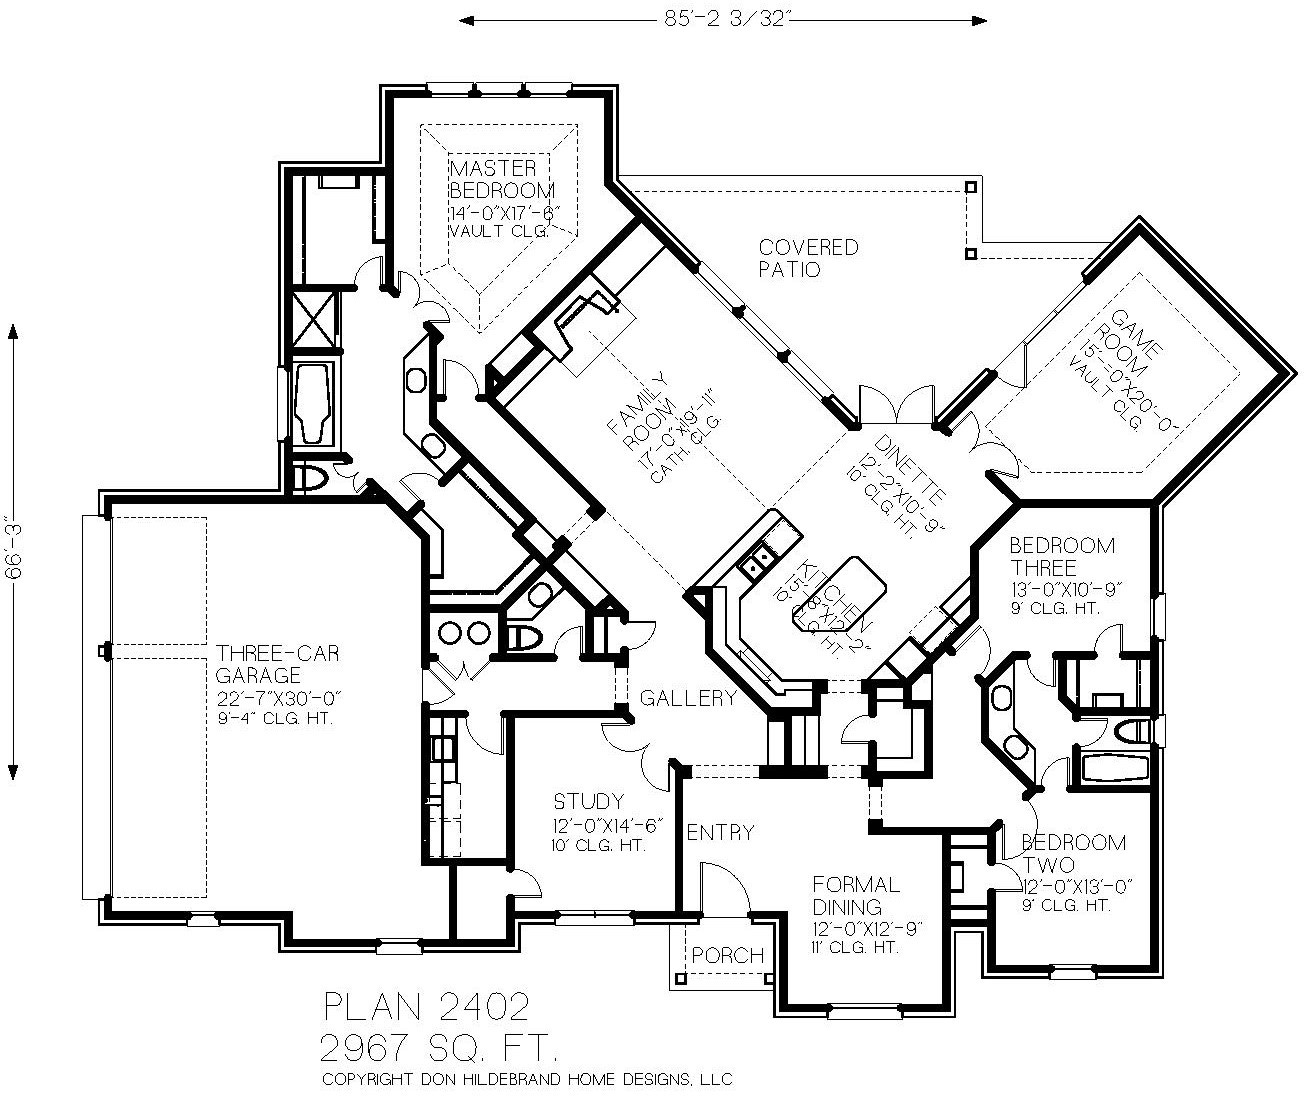 85'-2 3/32"
66'-3"
MASTER
BEDROOM
14'-0"X17'-6"
VAULT CLG.
COVERED
PATIO
GAME
ROOM
15'=0"X20'-0"
VAULT CLG.
FAMILY
ROOM
17'-0"X19'-11"
CATH. CLG.
DINETTE
12'-2"X10'-9"
10' CLG. HT.
KITCHEN
15'-8"X12'-2"
10' CLG. HT.
BEDROOM
THREE
13'-0"X10'-9"
9' CLG. HT.
THREE-CAR
GARAGE
22'-7"X30'-0"
9'-4" CLG. HT.
GALLERY
STUDY
12'-0"X14'-6"
10' CLG. HT.
ENTRY
FORMAL
DINING
12'-0"X12'-9"
11' CLG. HT.
BEDROOM
TWO
12'-0"X13'-0"
9' CLG. HT.
PORCH
PLAN 2402
2967 SQ. FT.
COPYRIGHT DON HILDEBRAND HOME DESIGNS, LLC